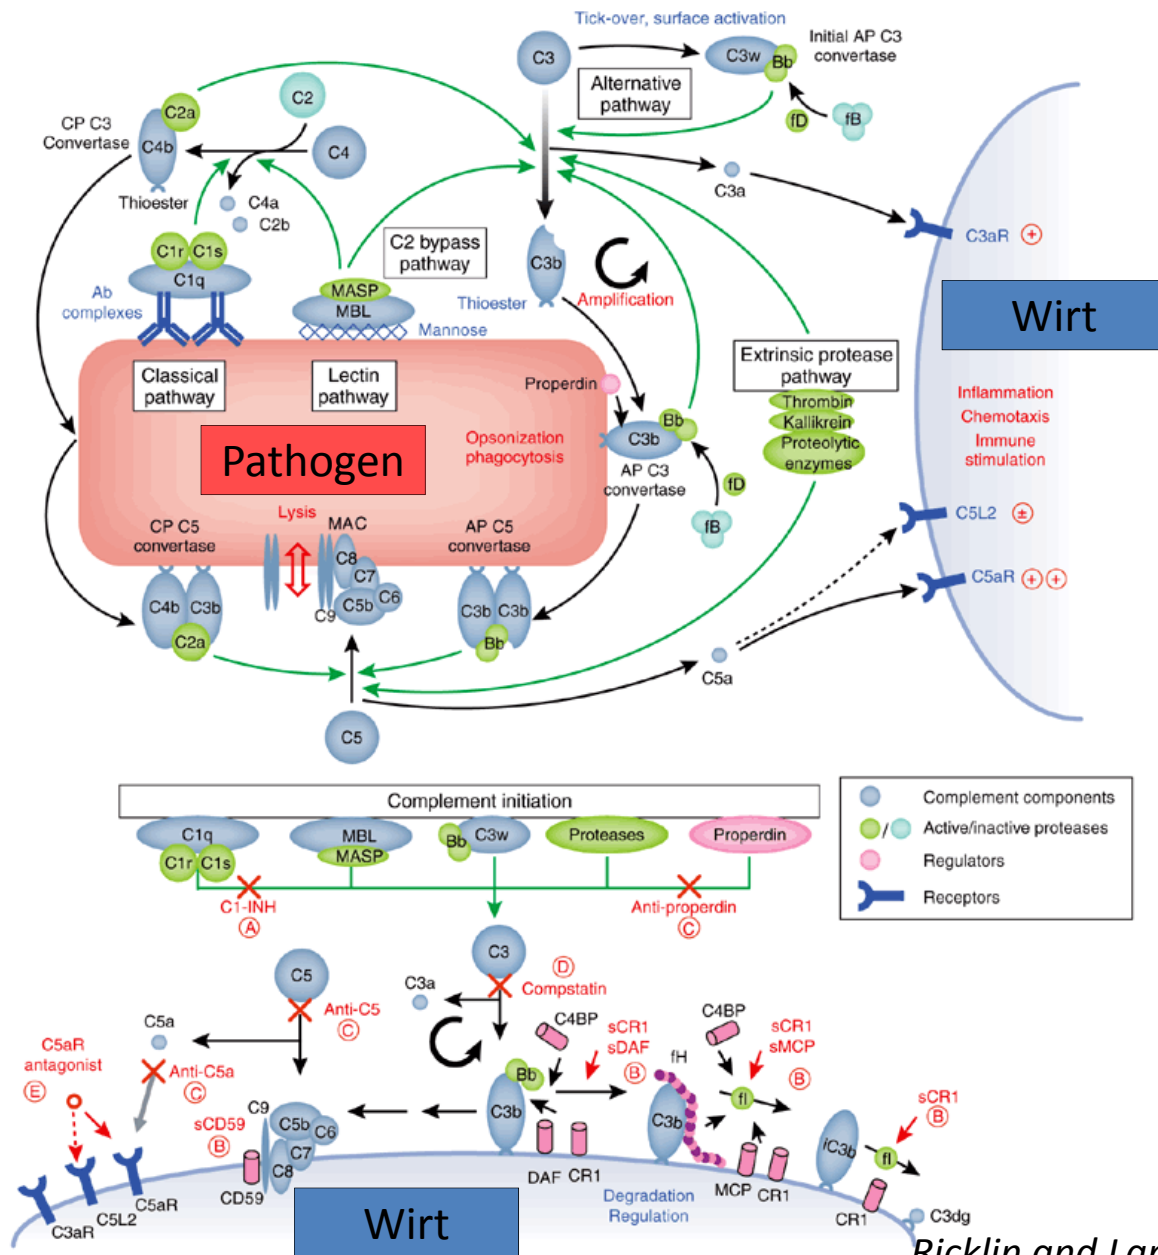 Tick-over, surface activation
Initial AP C3
convertase
C3
C3w
Bb
Alternative
pathway
fD
fB
C2a
C2
CP C3
Convertase
C4b
C4
Thioester
C4a
C2b
C3a
C1r
C1s
C1q
C2 bypass
pathway
C3b
C3aR
+
Ab
complexes
MASP
MBL
Mannose
Thioester
Amplification
Wirt
Classical
pathway
Lectin
pathway
Properdin
Extrinsic protease
pathway
Thrombin
Kallikrein
Proteolytic
enzymes
Inflammation
Chemotaxis
Immune
stimulation
Pathogen
Opsonization
phagocytosis
Bb
C3b
AP C3
convertase
fD
fB
Lysis
CP C5
convertase
MAC
AP C5
convertase
C5L2
±
C8
C7
C6
C5b
C9
C4b
C3b
C2a
C3b
C3b
Bb
C5aR
+ +
C5a
C5
Complement initiation
C1q
C1r
C1s
MBL
MASP
Bb
C3w
Proteases
Properdin
C1-INH
A
Anti-properdin
C
Complement components
/
Active/inactive proteases
Regulators
Receptors
C5
C3
C3a
D
Compstatin
Anti-C5
C
C5a
C5aR
antagonist
E
Anti-C5a
C
C4BP
sCR1
sDAF
B
fH
C4BP
sCR1
sMCP
B
fI
sCR1
B
Bb
C3b
C3b
iC3b
fI
sCD59
B
C9
C5b
C6
C7
C8
CD59
DAF
CR1
MCP
CR1
CR1
C3dg
C3aR
C5L2
C5aR
Degradation
Regulation
Wirt
Ricklin and Lam